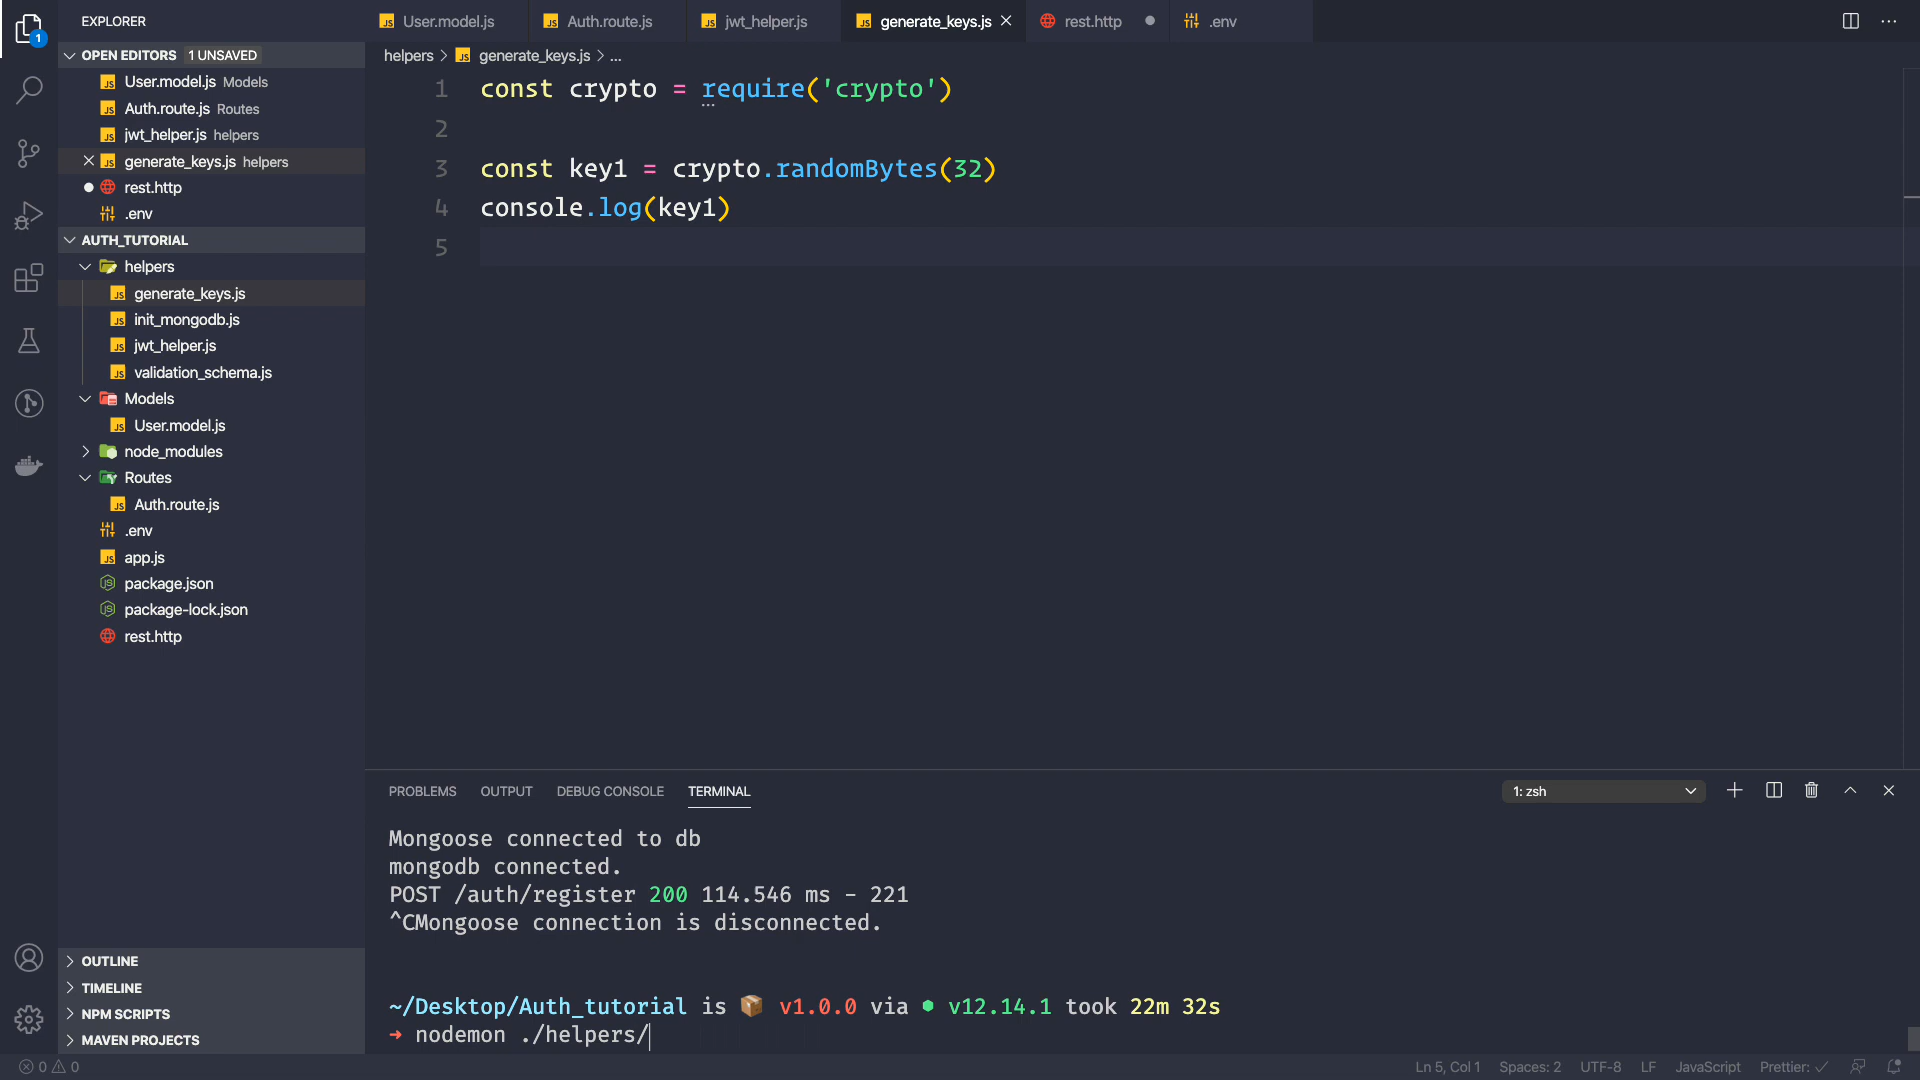 EXPLORER
OPEN EDITORS 1 UNSAVED
User.model.js Models
Auth.route.js Routes
jwt_helper.js helpers
generate_keys.js helpers
rest.http
.env
AUTH_TUTORIAL
helpers
generate_keys.js
init_mongodb.js
jwt_helper.js
validation_schema.js
Models
User.model.js
node_modules
Routes
Auth.route.js
.env
app.js
package.json
package-lock.json
rest.http
OUTLINE
TIMELINE
NPM SCRIPTS
MAVEN PROJECTS
User.model.js Auth.route.js jwt_helper.js generate_keys.js rest.http .env
helpers > generate_keys.js > ...
1 const crypto = require('crypto')
2
3 const key1 = crypto.randomBytes(32)
4 console.log(key1)
5
PROBLEMS OUTPUT DEBUG CONSOLE TERMINAL 1: zsh
Mongoose connected to db
mongodb connected.
POST /auth/register 200 114.546 ms - 221
^CMongoose connection is disconnected.
~/Desktop/Auth_tutorial is 📦 v1.0.0 via ⬢ v12.14.1 took 22m 32s
➜ nodemon ./helpers/
0 0 Ln 5, Col 1 Spaces: 2 UTF-8 LF JavaScript Prettier: ✓